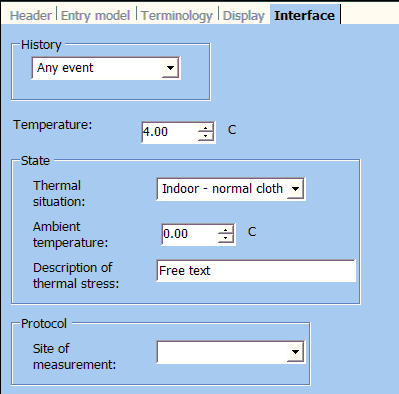 Header Entry model Terminology Display Interface
History
Any event
Temperature: 4.00 C
State
Thermal situation: Indoor - normal cloth
Ambient temperature: 0.00 C
Description of thermal stress: Free text
Protocol
Site of measurement: